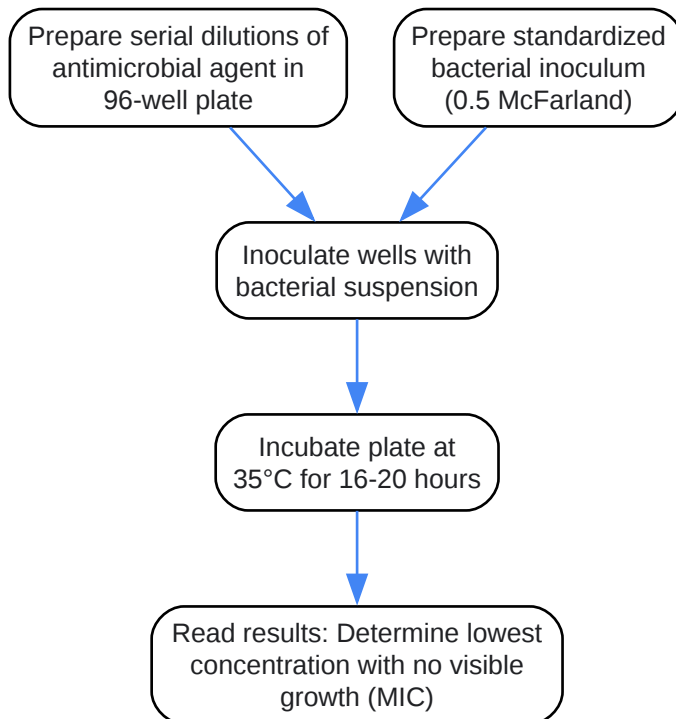 Prepare serial dilutions of
antimicrobial agent in
96-well plate
Prepare standardized
bacterial inoculum
(0.5 McFarland)
Inoculate wells with
bacterial suspension
Incubate plate at
35°C for 16-20 hours
Read results: Determine lowest
concentration with no visible
growth (MIC)